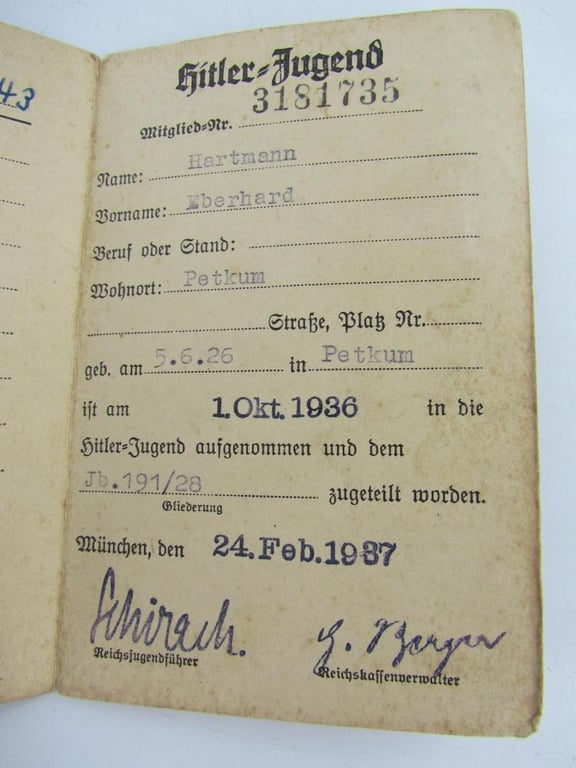 43
Hitler-Jugend
3181735
Mitglied-Nr.
Name: Hartmann
Vorname: Eberhard
Beruf oder Stand:
Wohnort: Petkum
Straße, Platz Nr.
geb. am 5.6.26 in Petkum
ist am 1.Okt.1936 in die
Hitler-Jugend aufgenommen und dem
Jb.191/28 zugeteilt worden.
Gliederung
München, den 24.Feb.1937
Schirach. G. Berger
Reichsjugendführer Reichskassenverwalter